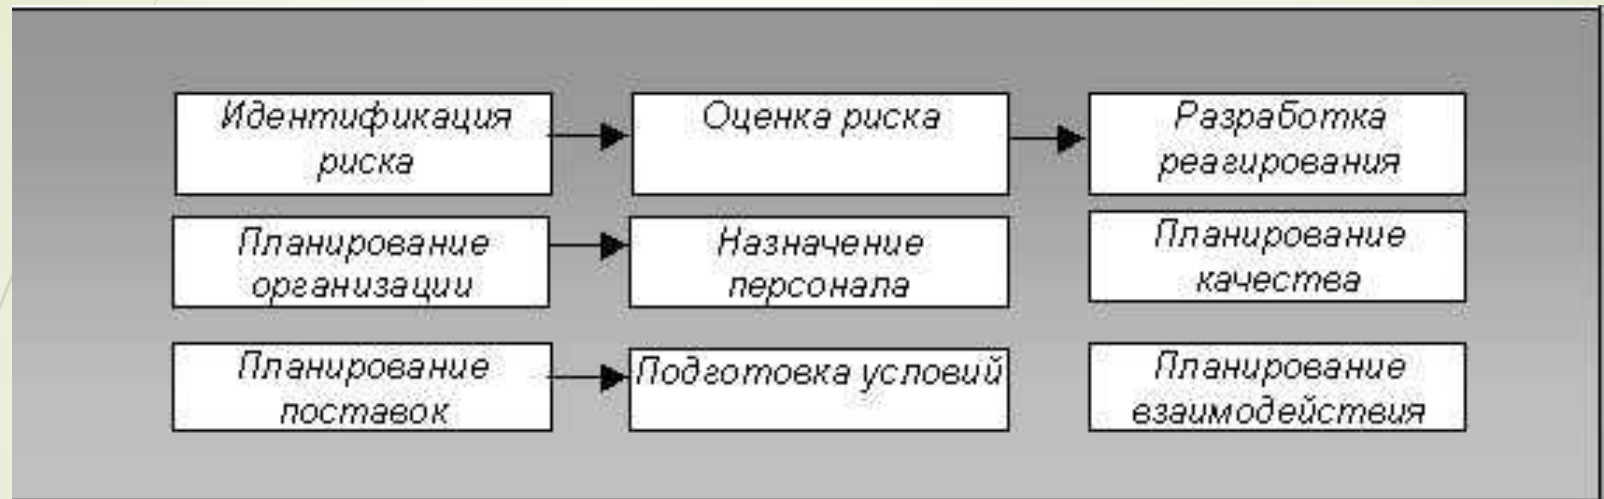 Идентификация
риска
Оценка риска
Разработка
реагирования
Планирование
организации
Назначение
персонала
Планирование
качества
Планирование
поставок
Подготовка условий
Планирование
взаимодействия